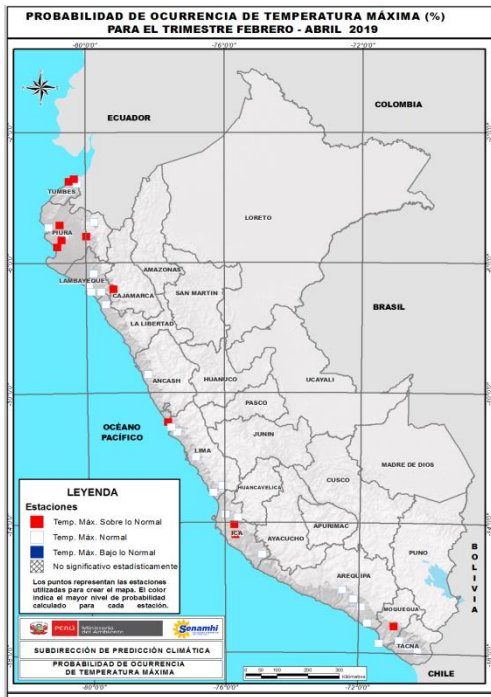 PROBABILIDAD DE OCURRENCIA DE TEMPERATURA MÁXIMA (%)
PARA EL TRIMESTRE FEBRERO - ABRIL 2019
-80°0'0" -76°0'0" -72°0'0"
COLOMBIA
ECUADOR
TUMBES
LORETO
PIURA
AMAZONAS
LAMBAYEQUE
CAJAMARCA
SAN MARTIN
BRASIL
LA LIBERTAD
ANCASH
HUANUCO
UCAYALI
PASCO
OCÉANO
PACÍFICO
JUNIN
LIMA
MADRE DE DIOS
CUSCO
HUANCAVELICA
ICA
APURIMAC
AYACUCHO
PUNO
BOLIVIA
AREQUIPA
MOQUEGUA
TACNA
CHILE
LEYENDA
Estaciones
Temp. Máx. Sobre lo Normal
Temp. Máx. Normal
Temp. Máx. Bajo lo Normal
No significativo estadísticamente
Los puntos representan las estaciones
utilizadas para crear el mapa. El color
indica el mayor nivel de probabilidad
calculado para cada estación.
PERÚ Ministerio
del Ambiente
Senamhi
SUBDIRECCIÓN DE PREDICCIÓN CLIMÁTICA
PROBABILIDAD DE OCURRENCIA
DE TEMPERATURA MÁXIMA
-80°0'0" -76°0'0" -72°0'0"